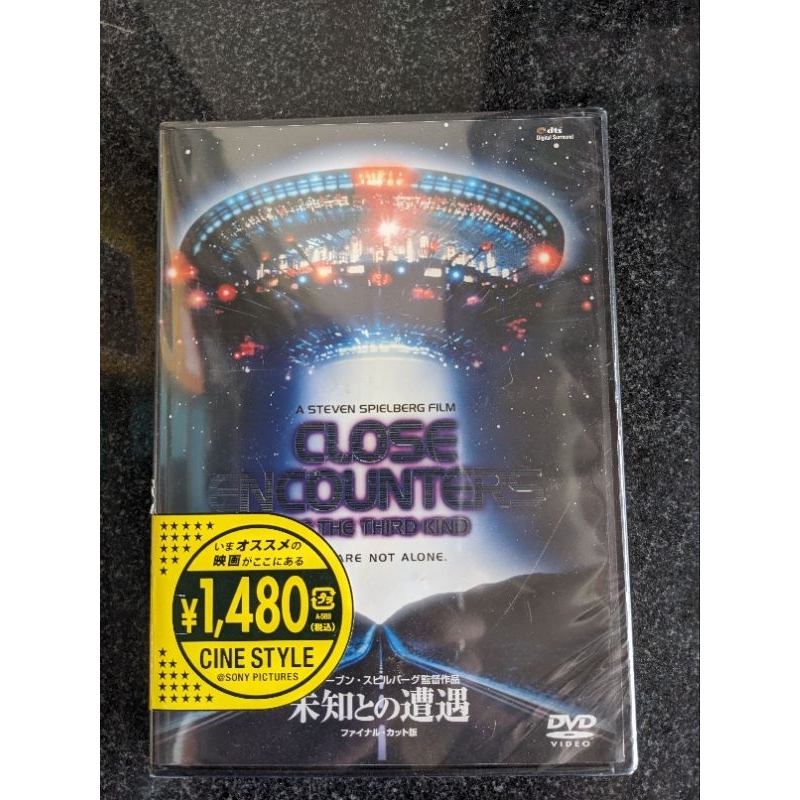 dts
Digital Surround
A STEVEN SPIELBERG FILM
CLOSE
ENCOUNTERS
THE THIRD KIND
ARE NOT ALONE.
いまオススメの
映画がここにある
¥1,480
(税込)
CINE STYLE
@SONY PICTURES
ーブン・スピルバーグ監督作品
未知との遭遇
ファイナル・カット版
DVD
VIDEO